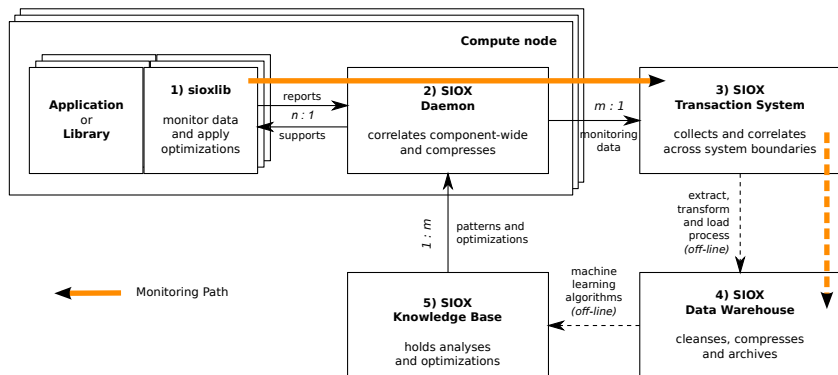 Compute node
Application
or
Library
1) sioxlib
monitor data
and apply
optimizations
reports
n : 1
supports
2) SIOX
Daemon
correlates component-wide
and compresses
m : 1
monitoring
data
3) SIOX
Transaction System
collects and correlates
across system boundaries
extract,
transform
and load
process
(off-line)
1 : m
patterns and
optimizations
Monitoring Path
5) SIOX
Knowledge Base
holds analyses
and optimizations
machine
learning
algorithms
(off-line)
4) SIOX
Data Warehouse
cleanses, compresses
and archives